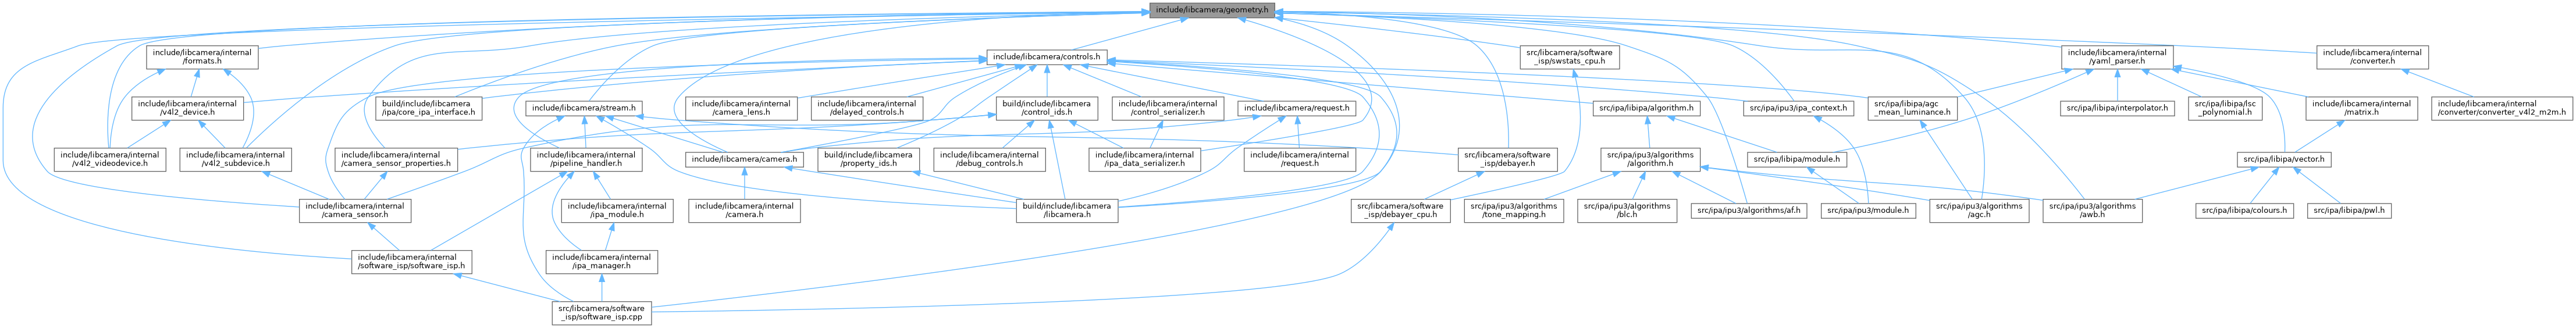 include/libcamera/geometry.h
include/libcamera/internal
/formats.h
include/libcamera/controls.h
src/libcamera/software
_isp/swstats_cpu.h
include/libcamera/internal
/yaml_parser.h
include/libcamera/internal
/converter.h
include/libcamera/internal
/v4l2_device.h
build/include/libcamera
/ipa/core_ipa_interface.h
include/libcamera/stream.h
include/libcamera/internal
/camera_lens.h
include/libcamera/internal
/delayed_controls.h
build/include/libcamera
/control_ids.h
include/libcamera/internal
/control_serializer.h
include/libcamera/request.h
src/ipa/libipa/algorithm.h
src/ipa/ipu3/ipa_context.h
src/ipa/libipa/agc
_mean_luminance.h
src/ipa/libipa/interpolator.h
src/ipa/libipa/lsc
_polynomial.h
include/libcamera/internal
/matrix.h
include/libcamera/internal
/converter/converter_v4l2_m2m.h
include/libcamera/internal
/v4l2_videodevice.h
include/libcamera/internal
/v4l2_subdevice.h
include/libcamera/internal
/camera_sensor_properties.h
include/libcamera/internal
/pipeline_handler.h
include/libcamera/camera.h
build/include/libcamera
/property_ids.h
include/libcamera/internal
/debug_controls.h
include/libcamera/internal
/ipa_data_serializer.h
include/libcamera/internal
/request.h
src/libcamera/software
_isp/debayer.h
src/ipa/ipu3/algorithms
/algorithm.h
src/ipa/libipa/module.h
src/ipa/libipa/vector.h
include/libcamera/internal
/camera_sensor.h
include/libcamera/internal
/ipa_module.h
include/libcamera/internal
/camera.h
build/include/libcamera
/libcamera.h
src/libcamera/software
_isp/debayer_cpu.h
src/ipa/ipu3/algorithms
/tone_mapping.h
src/ipa/ipu3/algorithms
/blc.h
src/ipa/ipu3/algorithms/af.h
src/ipa/ipu3/module.h
src/ipa/ipu3/algorithms
/agc.h
src/ipa/ipu3/algorithms
/awb.h
src/ipa/libipa/colours.h
src/ipa/libipa/pwl.h
include/libcamera/internal
/software_isp/software_isp.h
include/libcamera/internal
/ipa_manager.h
src/libcamera/software
_isp/software_isp.cpp